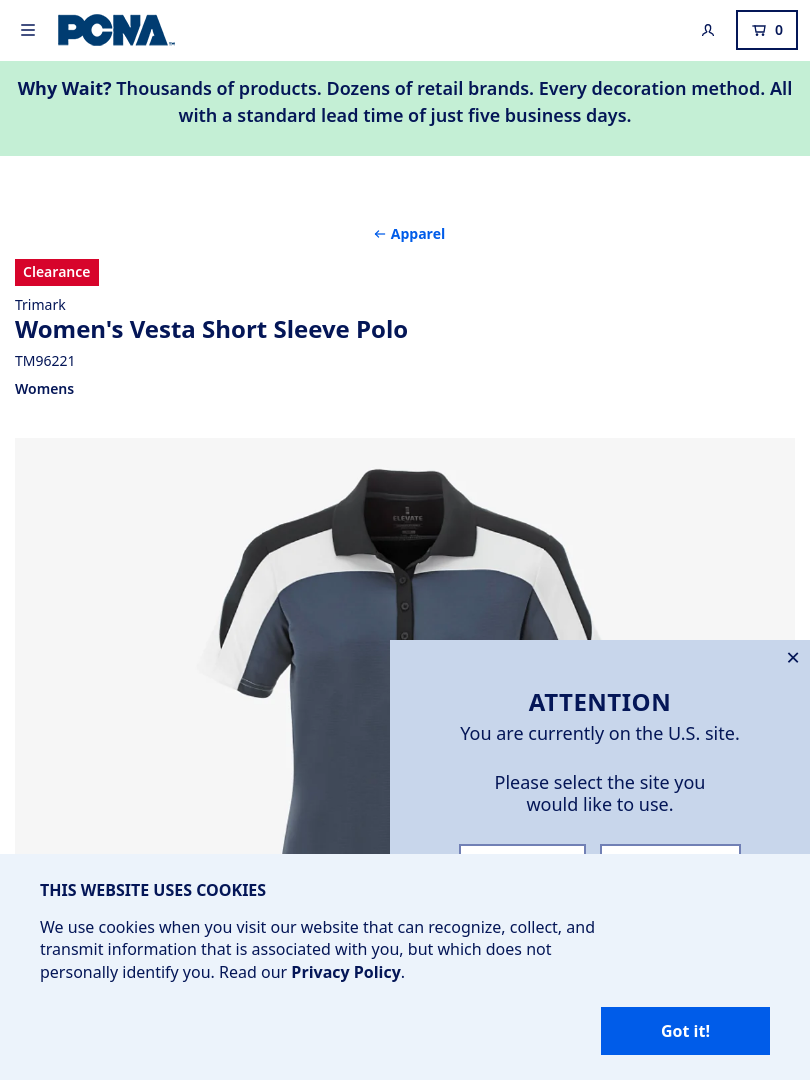 PCNA
0
Why Wait? Thousands of products. Dozens of retail brands. Every decoration method. All
with a standard lead time of just five business days.
← Apparel
Clearance
Trimark
Women's Vesta Short Sleeve Polo
TM96221
Womens
ELEVATE
ATTENTION
You are currently on the U.S. site.
Please select the site you
would like to use.
THIS WEBSITE USES COOKIES
We use cookies when you visit our website that can recognize, collect, and
transmit information that is associated with you, but which does not
personally identify you. Read our Privacy Policy.
Got it!